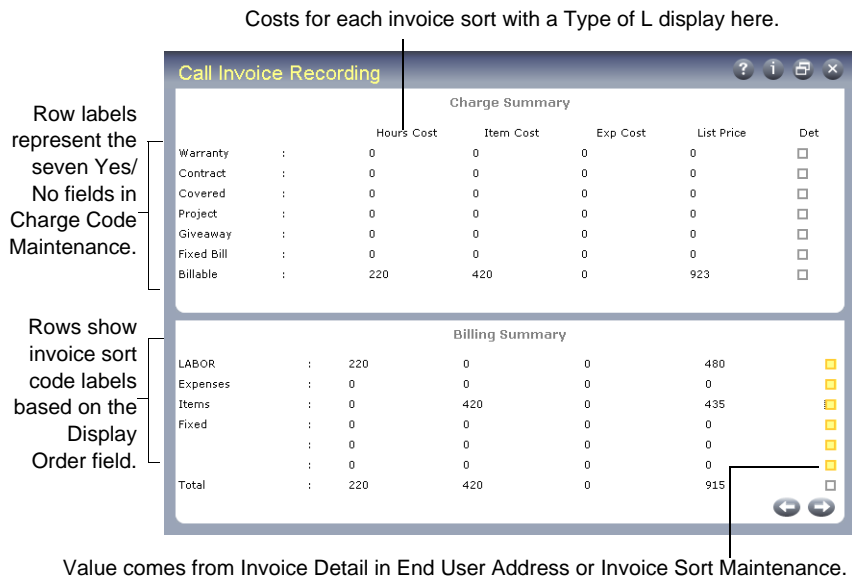 Costs for each invoice sort with a Type of L display here.
Call Invoice Recording
? i
Charge Summary
Hours Cost Item Cost Exp Cost List Price Det
Warranty : 0 0 0 0
Contract : 0 0 0 0
Covered : 0 0 0 0
Project : 0 0 0 0
Giveaway : 0 0 0 0
Fixed Bill : 0 0 0 0
Billable : 220 420 0 923
Row labels
represent the
seven Yes/
No fields in
Charge Code
Maintenance.
Billing Summary
LABOR : 220 0 0 480
Expenses : 0 0 0 0
Items : 0 420 0 435
Fixed : 0 0 0 0
: 0 0 0 0
: 0 0 0 0
Total : 220 420 0 915
Rows show
invoice sort
code labels
based on the
Display
Order field.
Value comes from Invoice Detail in End User Address or Invoice Sort Maintenance.